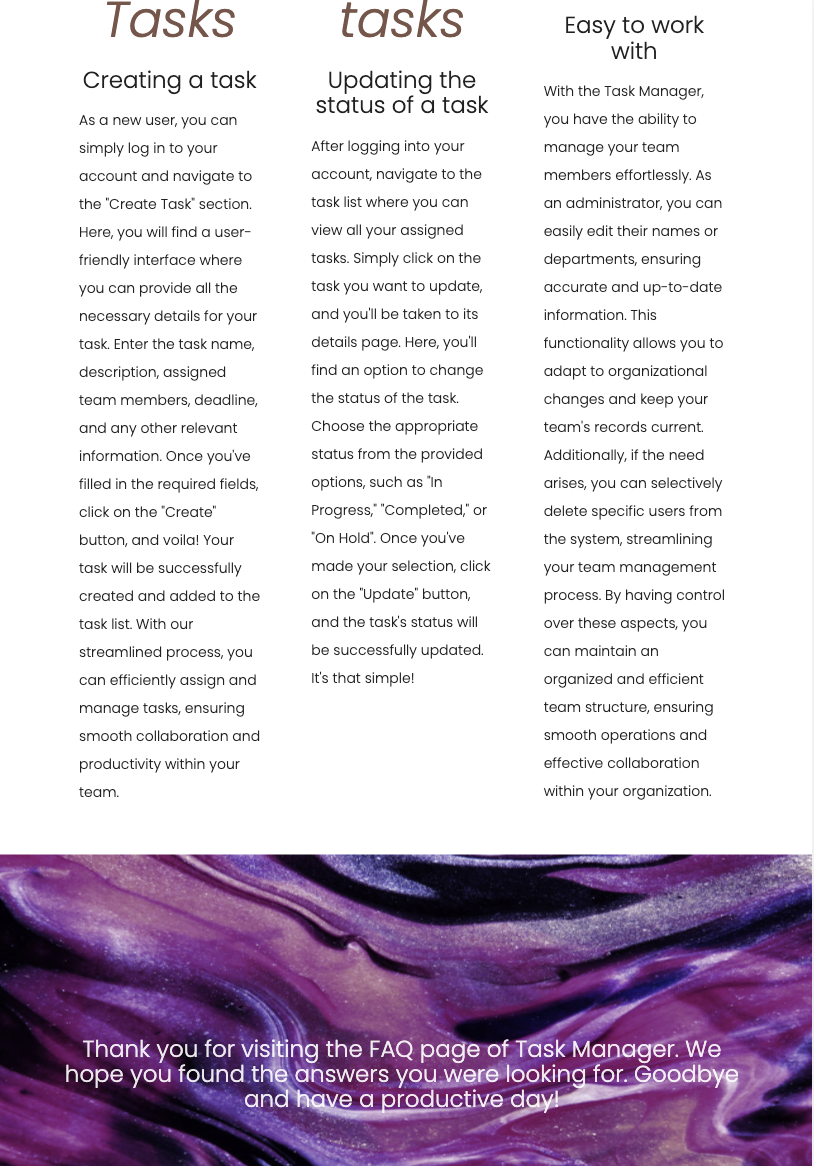 Tasks
Creating a task
As a new user, you can
simply log in to your
account and navigate to
the "Create Task" section.
Here, you will find a user-
friendly interface where
you can provide all the
necessary details for your
task. Enter the task name,
description, assigned
team members, deadline,
and any other relevant
information. Once you've
filled in the required fields,
click on the "Create"
button, and voila! Your
task will be successfully
created and added to the
task list. With our
streamlined process, you
can efficiently assign and
manage tasks, ensuring
smooth collaboration and
productivity within your
team.
tasks
Updating the
status of a task
After logging into your
account, navigate to the
task list where you can
view all your assigned
tasks. Simply click on the
task you want to update,
and you'll be taken to its
details page. Here, you'll
find an option to change
the status of the task.
Choose the appropriate
status from the provided
options, such as "In
Progress," "Completed," or
"On Hold". Once you've
made your selection, click
on the "Update" button,
and the task's status will
be successfully updated.
It's that simple!
Easy to work
with
With the Task Manager,
you have the ability to
manage your team
members effortlessly. As
an administrator, you can
easily edit their names or
departments, ensuring
accurate and up-to-date
information. This
functionality allows you to
adapt to organizational
changes and keep your
team's records current.
Additionally, if the need
arises, you can selectively
delete specific users from
the system, streamlining
your team management
process. By having control
over these aspects, you
can maintain an
organized and efficient
team structure, ensuring
smooth operations and
effective collaboration
within your organization.
Thank you for visiting the FAQ page of Task Manager. We
hope you found the answers you were looking for. Goodbye
and have a productive day!